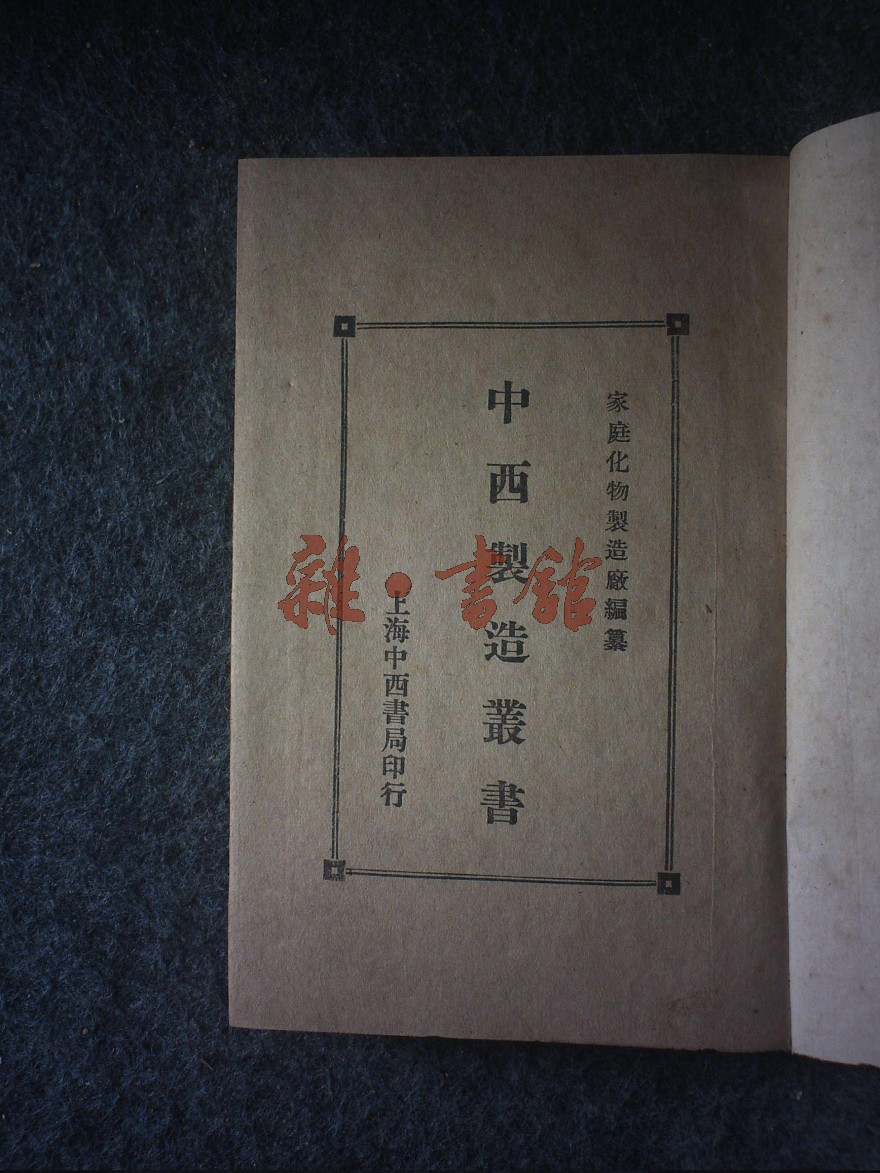 家庭化物製造廠編纂
中西製造叢書
上海中西書局印行
雜·書館